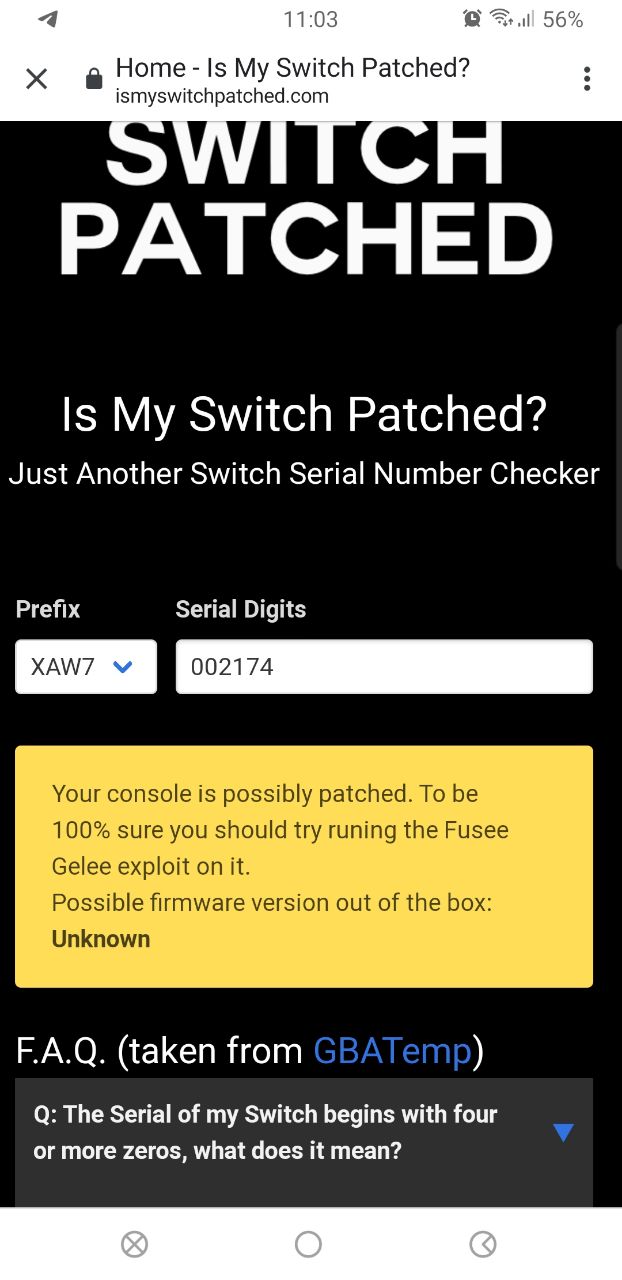 11:03
56%
Home - Is My Switch Patched?
ismyswitchpatched.com
SWITCH
PATCHED
Is My Switch Patched?
Just Another Switch Serial Number Checker
Prefix
Serial Digits
XAW7
002174
Your console is possibly patched. To be
100% sure you should try runing the Fusee
Gelee exploit on it.
Possible firmware version out of the box:
Unknown
F.A.Q. (taken from GBATemp)
Q: The Serial of my Switch begins with four
or more zeros, what does it mean?